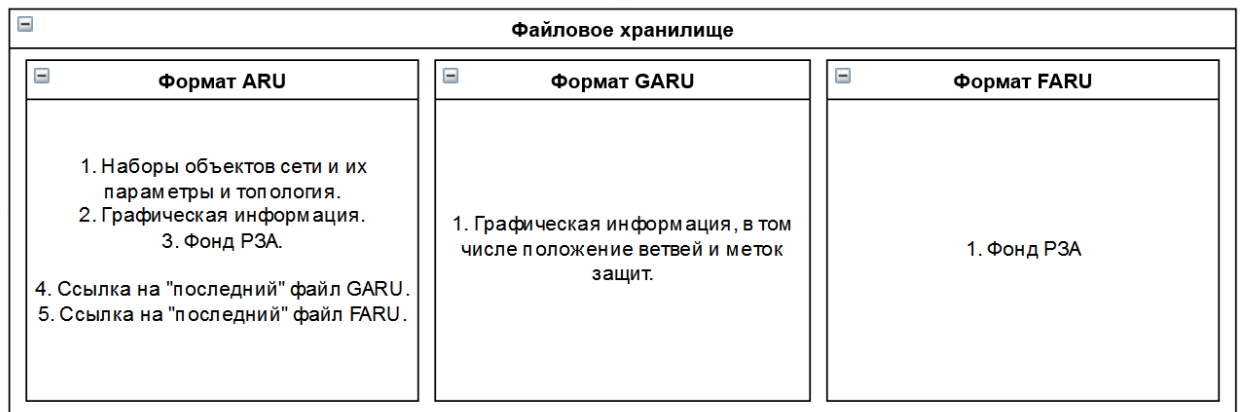 Файловое хранилище
Формат ARU
1. Наборы объектов сети и их
параметры и топология.
2. Графическая информация.
3. Фонд РЗА.
4. Ссылка на "последний" файл GARU.
5. Ссылка на "последний" файл FARU.
Формат GARU
1. Графическая информация, в том
числе положение ветвей и меток
защит.
Формат FARU
1. Фонд РЗА